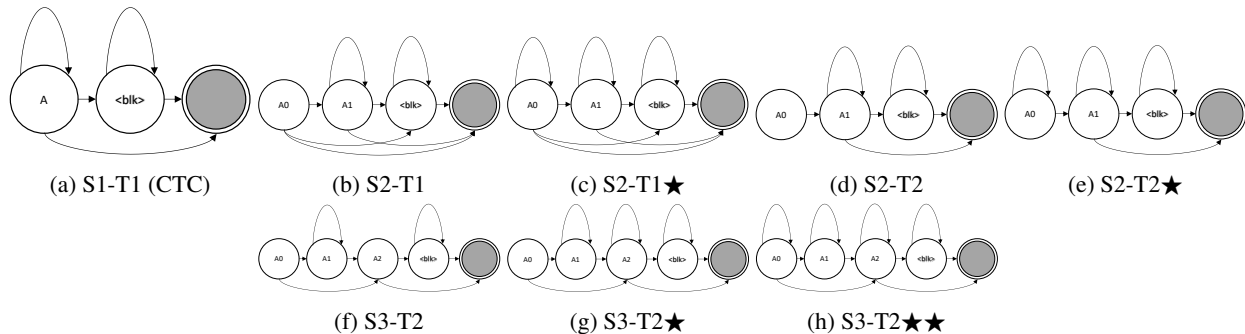 A <blk>
A0 A1 <blk>
A0 A1 <blk>
A0 A1 <blk>
A0 A1 <blk>
(a) S1-T1 (CTC)
(b) S2-T1
(c) S2-T1★
(d) S2-T2
(e) S2-T2★
A0 A1 A2 <blk>
A0 A1 A2 <blk>
A0 A1 A2 <blk>
(f) S3-T2
(g) S3-T2★
(h) S3-T2★★